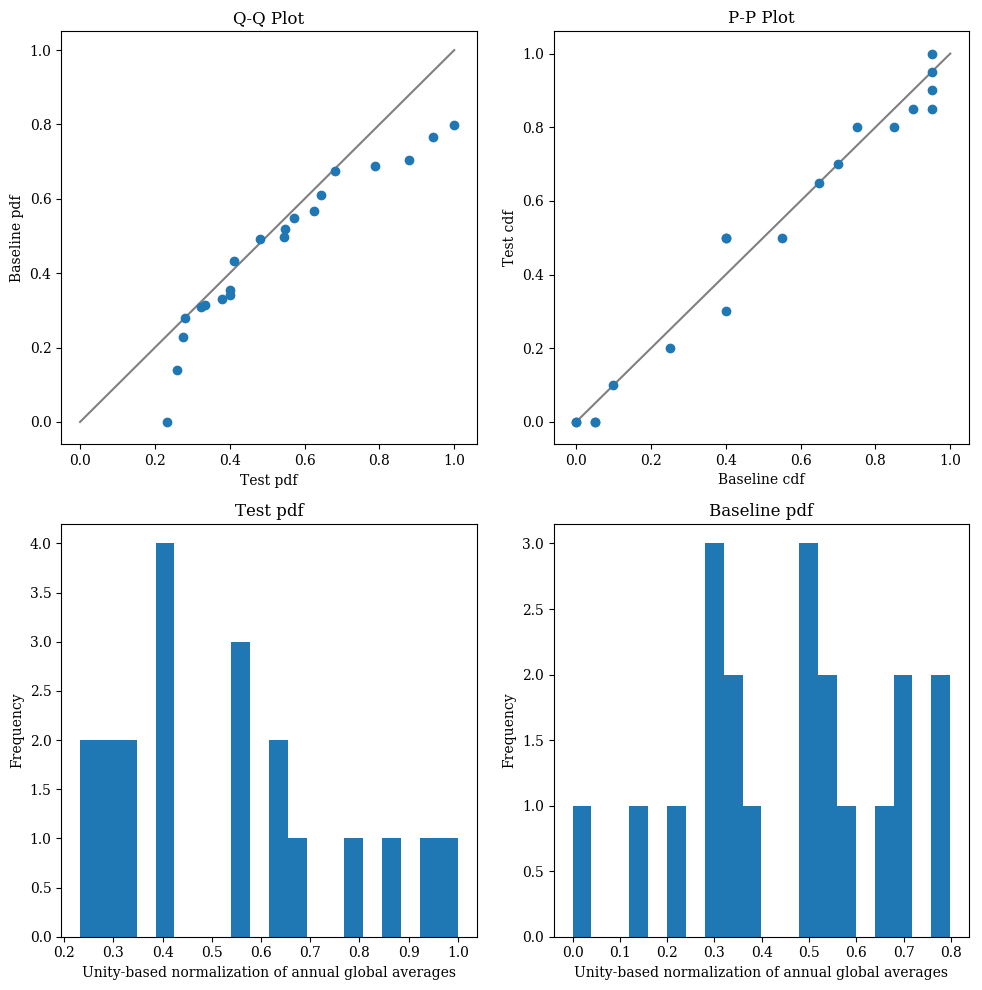 Q-Q Plot
1.0
0.8
0.6
0.4
0.2
0.0
Baseline pdf
0.0 0.2 0.4 0.6 0.8 1.0
Test pdf
P-P Plot
1.0
0.8
0.6
0.4
0.2
0.0
Test cdf
0.0 0.2 0.4 0.6 0.8 1.0
Baseline cdf
Test pdf
4.0
3.5
3.0
2.5
2.0
1.5
1.0
0.5
0.0
Frequency
0.2 0.3 0.4 0.5 0.6 0.7 0.8 0.9 1.0
Unity-based normalization of annual global averages
Baseline pdf
3.0
2.5
2.0
1.5
1.0
0.5
0.0
Frequency
0.0 0.1 0.2 0.3 0.4 0.5 0.6 0.7 0.8
Unity-based normalization of annual global averages